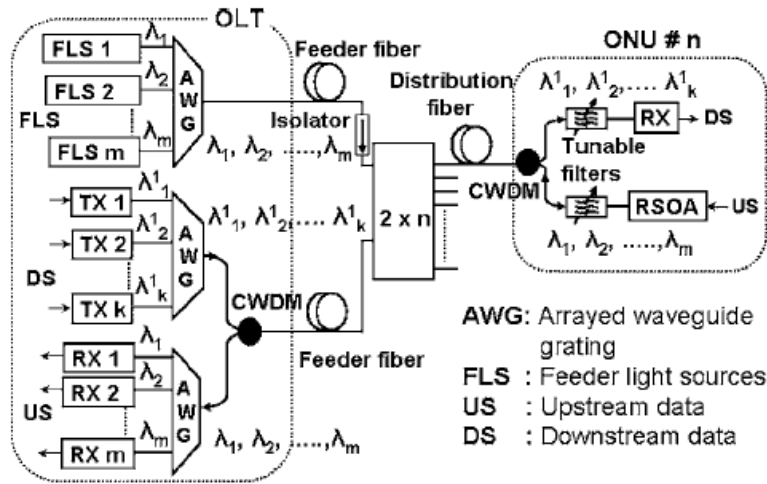 OLT
FLS 1
λ1
FLS 2
λ2
FLS
FLS m
λm
A W G
Feeder fiber
Isolator
λ1, λ2, ....,λm
TX 1
λ¹1
TX 2
λ¹2
DS
TX k
λ¹k
A W G
λ¹1, λ¹2,.... λ¹k
CWDM
Feeder fiber
RX 1
λ1
RX 2
λ2
US
RX m
λm
A W G
λ1, λ2, ....,λm
2 x n
Distribution
fiber
CWDM
ONU # n
λ¹1, λ¹2,.... λ¹k
RX
DS
Tunable
filters
RSOA
US
λ1, λ2, ....,λm
AWG: Arrayed waveguide
grating
FLS : Feeder light sources
US : Upstream data
DS : Downstream data